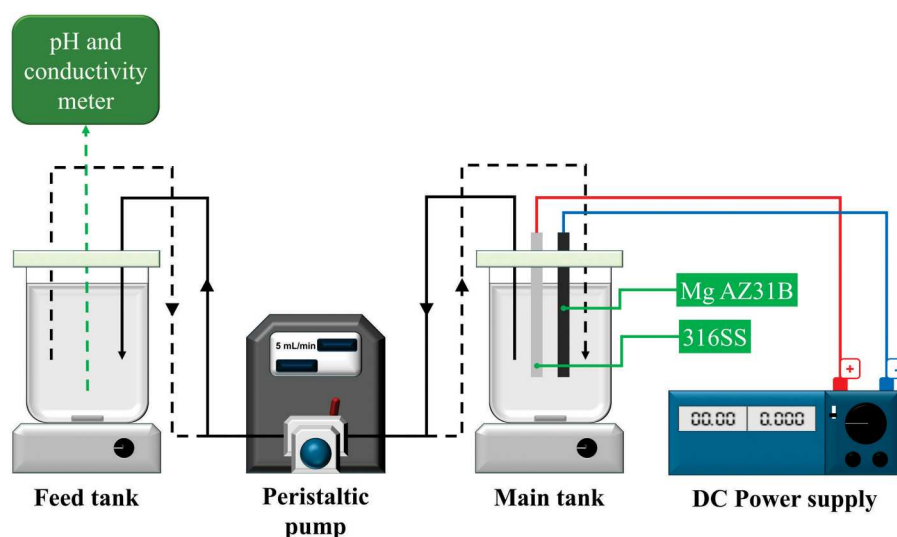 pH and
conductivity
meter
Mg AZ31B
316SS
5 mL/min
+
-
00.00 0.000
Feed tank
Peristaltic
pump
Main tank
DC Power supply